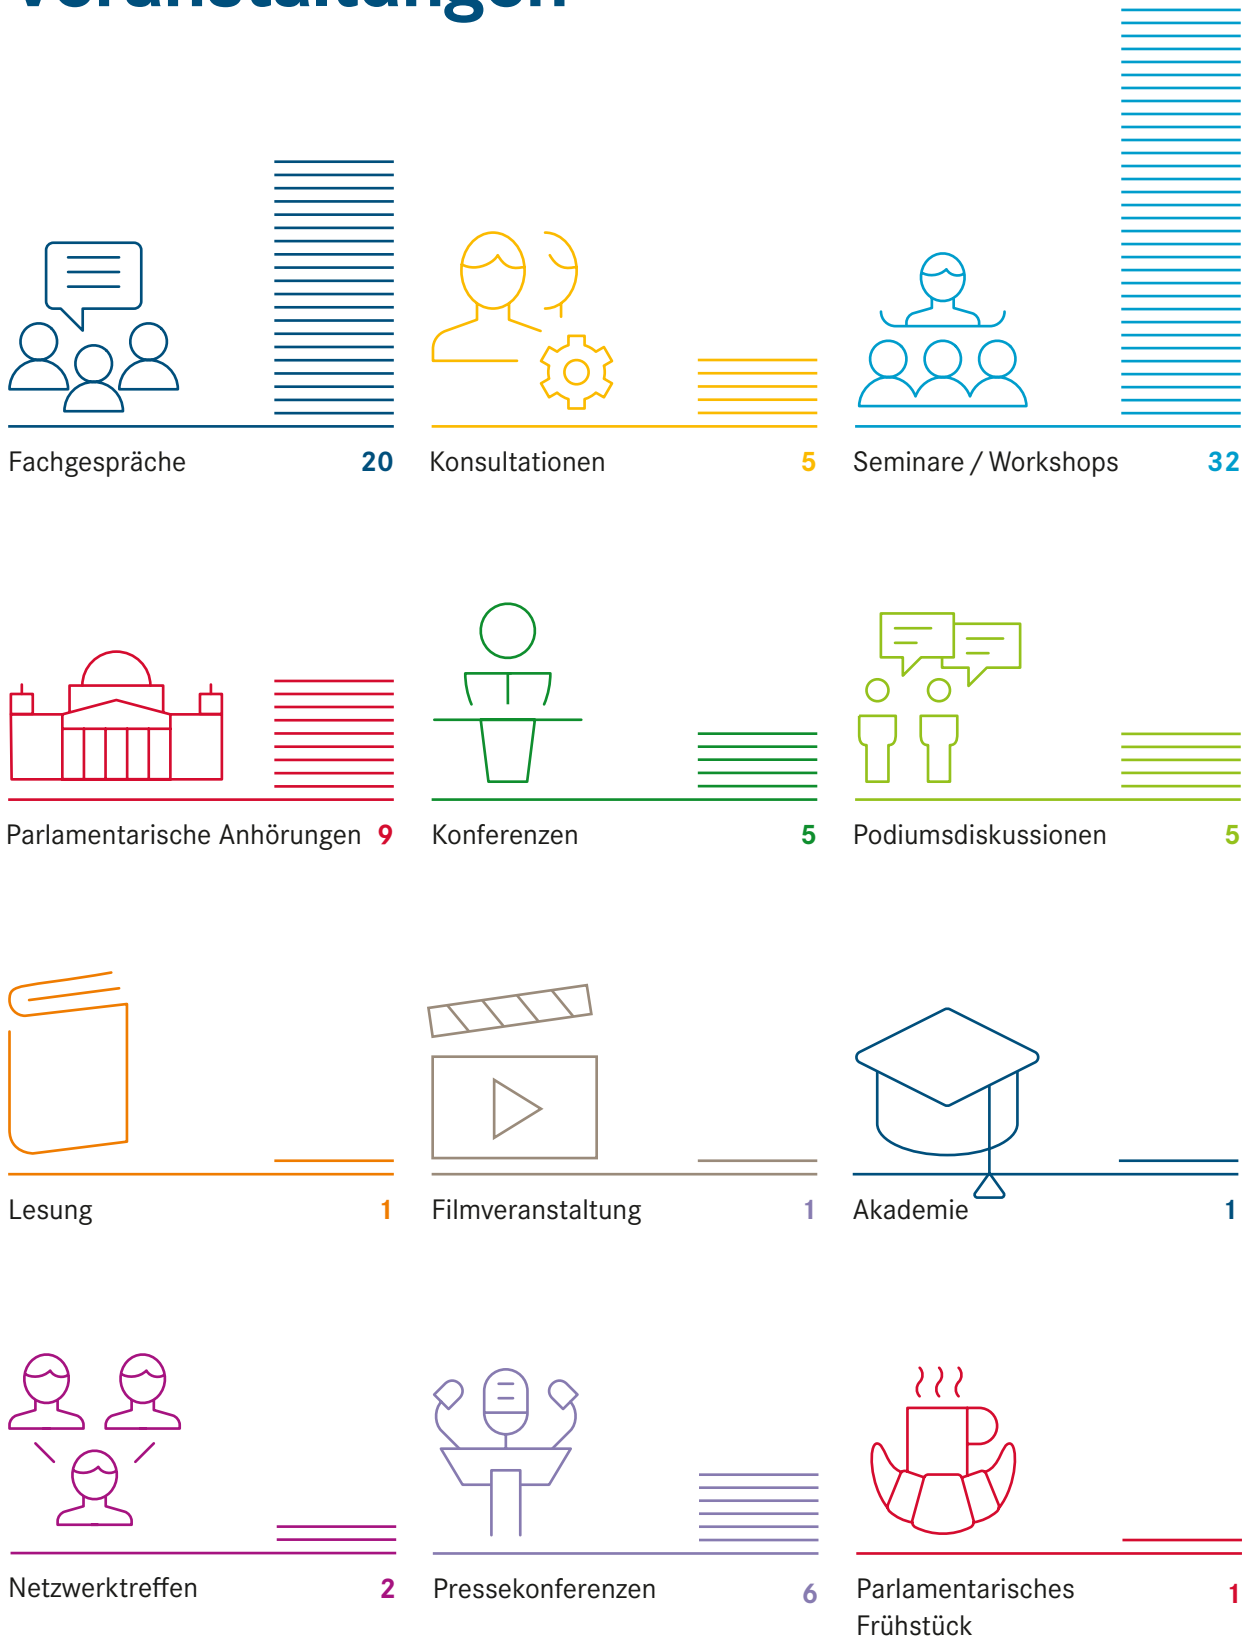 Veranstaltungen
Fachgespräche 20
Konsultationen 5
Seminare / Workshops 32
Parlamentarische Anhörungen 9
Konferenzen 5
Podiumsdiskussionen 5
Lesung 1
Filmveranstaltung 1
Akademie 1
Netzwerktreffen 2
Pressekonferenzen 6
Parlamentarisches 1
Frühstück